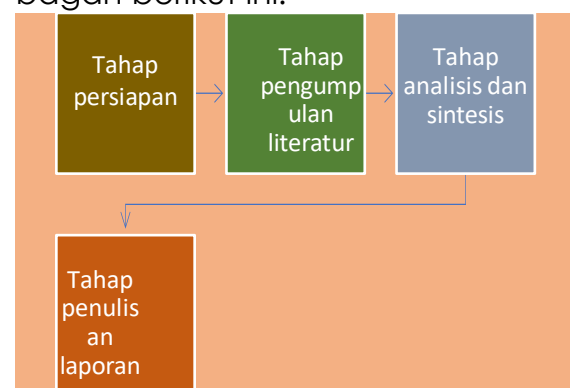 bagan berikut ini.
Tahap
persiapan
Tahap
pengump
ulan
literatur
Tahap
analisis dan
sintesis
Tahap
penulis
an
laporan